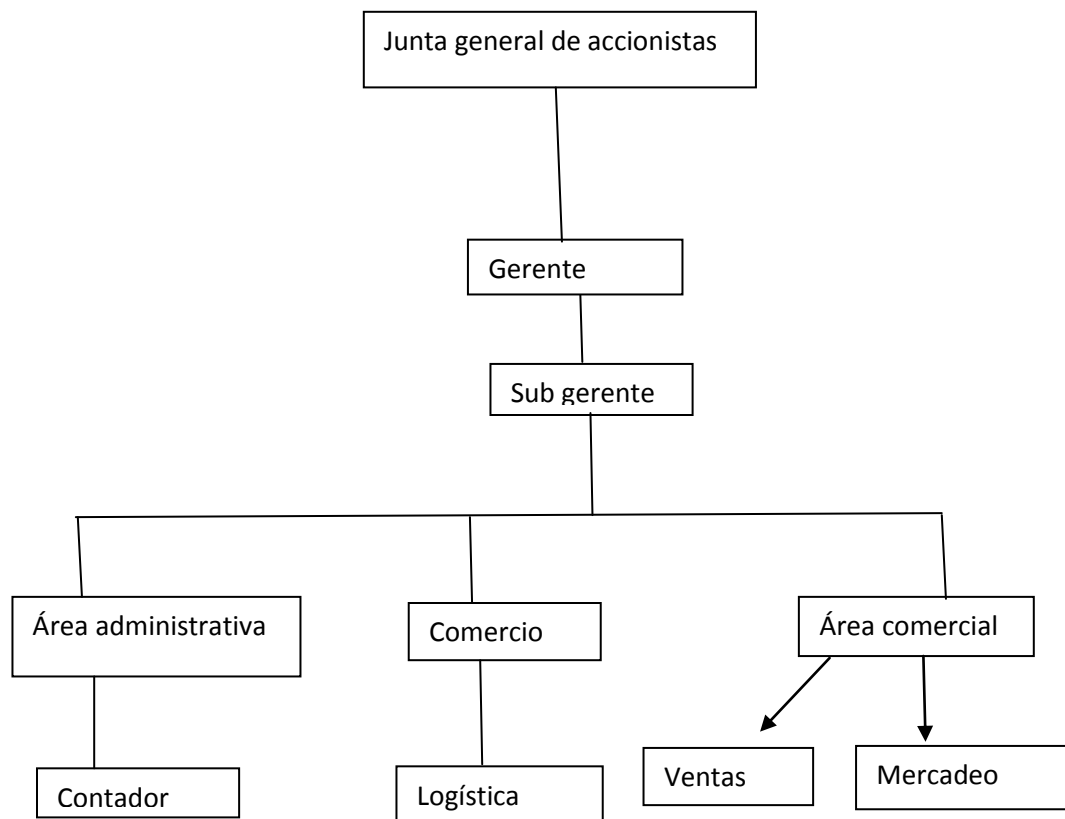 Junta general de accionistas
Gerente
Sub gerente
Área administrativa
Comercio
Área comercial
Contador
Logística
Ventas
Mercadeo